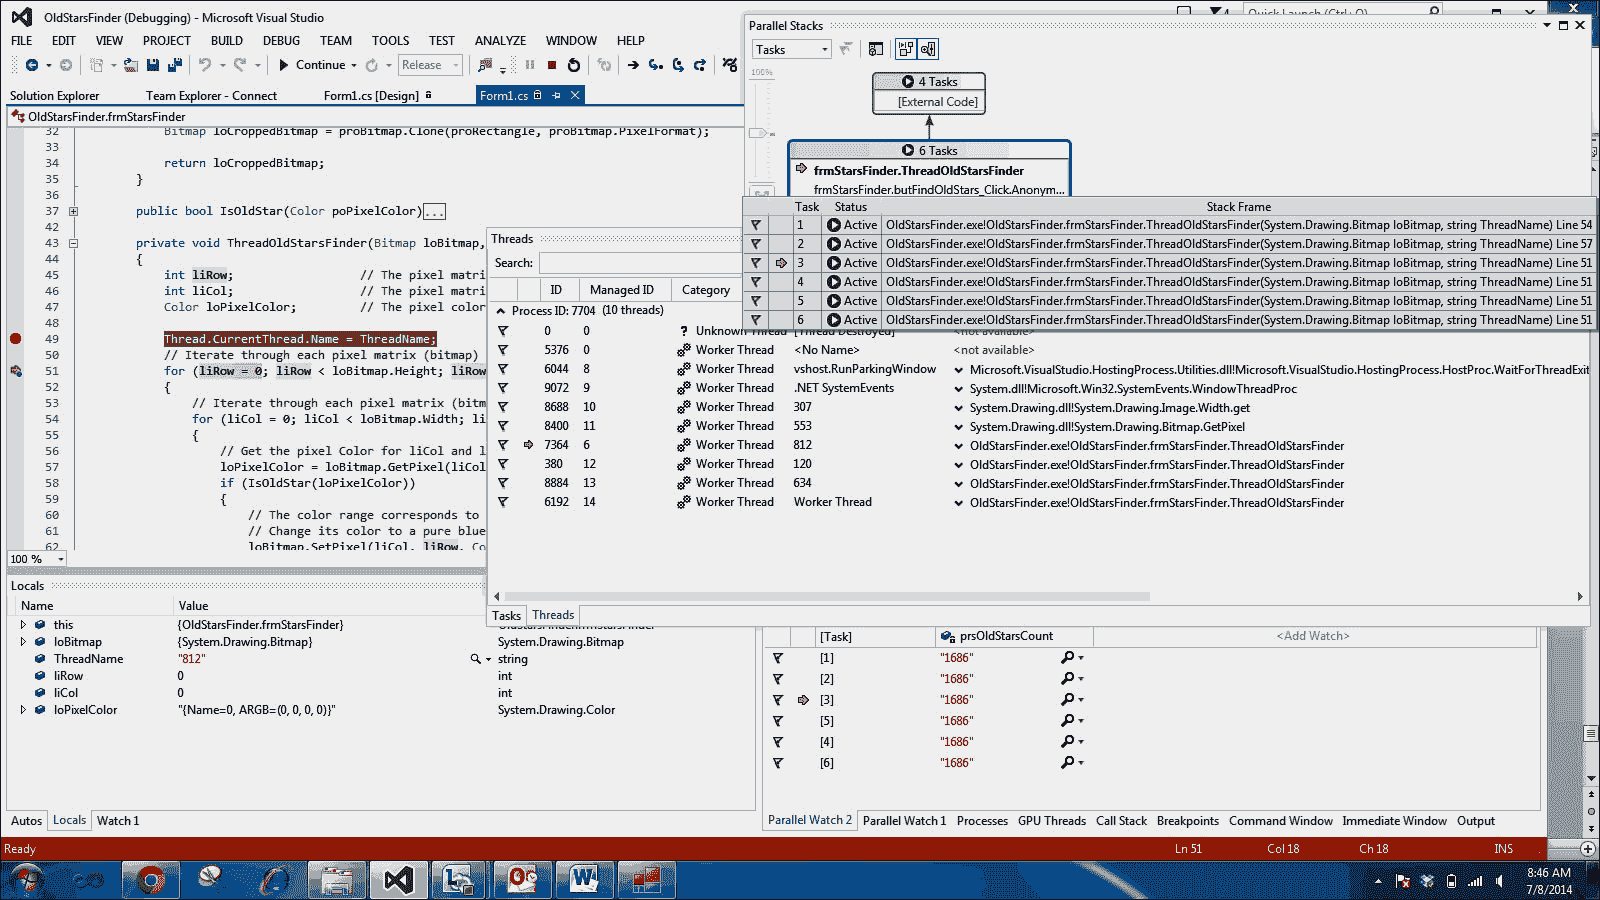 OldStarsFinder (Debugging) - Microsoft Visual Studio
4
Quick Launch (Ctrl+Q)
FILE EDIT VIEW PROJECT BUILD DEBUG TEAM TOOLS TEST ANALYZE WINDOW HELP
Continue Release
Solution Explorer Team Explorer - Connect Form1.cs [Design] Form1.cs
OldStarsFinder.frmStarsFinder
32 Bitmap loCroppedBitmap = proBitmap.Clone(proRectangle, proBitmap.PixelFormat);
33
34 return loCroppedBitmap;
35 }
36
37 public bool IsOldStar(Color poPixelColor)...
42
43 private void ThreadOldStarsFinder(Bitmap loBitmap,
44 {
45 int liRow; // The pixel matri
46 int liCol; // The pixel matri
47 Color loPixelColor; // The pixel color
48
49 Thread.CurrentThread.Name = ThreadName;
50 // Iterate through each pixel matrix (bitmap)
51 for (liRow = 0; liRow < loBitmap.Height; liRow
52 {
53 // Iterate through each pixel matrix (bitm
54 for (liCol = 0; liCol < loBitmap.Width; li
55 {
56 // Get the pixel Color for liCol and l
57 loPixelColor = loBitmap.GetPixel(liCol
58 if (IsOldStar(loPixelColor))
59 {
60 // The color range corresponds to
61 // Change its color to a pure blue
62 loBitmap.SetPixel(liCol, liRow, Co
100 %
Parallel Stacks
Tasks
100%
4 Tasks
[External Code]
6 Tasks
frmStarsFinder.ThreadOldStarsFinder
frmStarsFinder.butFindOldStars_Click.Anonym...
Task Status Stack Frame
1 Active OldStarsFinder.exe!OldStarsFinder.frmStarsFinder.ThreadOldStarsFinder(System.Drawing.Bitmap loBitmap, string ThreadName) Line 54
2 Active OldStarsFinder.exe!OldStarsFinder.frmStarsFinder.ThreadOldStarsFinder(System.Drawing.Bitmap loBitmap, string ThreadName) Line 57
3 Active OldStarsFinder.exe!OldStarsFinder.frmStarsFinder.ThreadOldStarsFinder(System.Drawing.Bitmap loBitmap, string ThreadName) Line 51
4 Active OldStarsFinder.exe!OldStarsFinder.frmStarsFinder.ThreadOldStarsFinder(System.Drawing.Bitmap loBitmap, string ThreadName) Line 51
5 Active OldStarsFinder.exe!OldStarsFinder.frmStarsFinder.ThreadOldStarsFinder(System.Drawing.Bitmap loBitmap, string ThreadName) Line 51
6 Active OldStarsFinder.exe!OldStarsFinder.frmStarsFinder.ThreadOldStarsFinder(System.Drawing.Bitmap loBitmap, string ThreadName) Line 51
Threads
Search:
ID Managed ID Category
Process ID: 7704 (10 threads)
0 0 ? Unknown Thread [Thread Destroyed] <not available>
5376 0 Worker Thread <No Name> <not available>
6044 8 Worker Thread vshost.RunParkingWindow Microsoft.VisualStudio.HostingProcess.Utilities.dll!Microsoft.VisualStudio.HostingProcess.HostProc.WaitForThreadExit
9072 9 Worker Thread .NET SystemEvents System.dll!Microsoft.Win32.SystemEvents.WindowThreadProc
8688 10 Worker Thread 307 System.Drawing.dll!System.Drawing.Image.Width.get
8400 11 Worker Thread 553 System.Drawing.dll!System.Drawing.Bitmap.GetPixel
7364 6 Worker Thread 812 OldStarsFinder.exe!OldStarsFinder.frmStarsFinder.ThreadOldStarsFinder
380 12 Worker Thread 120 OldStarsFinder.exe!OldStarsFinder.frmStarsFinder.ThreadOldStarsFinder
8884 13 Worker Thread 634 OldStarsFinder.exe!OldStarsFinder.frmStarsFinder.ThreadOldStarsFinder
6192 14 Worker Thread Worker Thread OldStarsFinder.exe!OldStarsFinder.frmStarsFinder.ThreadOldStarsFinder
Tasks Threads
Locals
Name Value
this {OldStarsFinder.frmStarsFinder} OldStarsFinder.frmStarsFinder
loBitmap {System.Drawing.Bitmap} System.Drawing.Bitmap
ThreadName "812" string
liRow 0 int
liCol 0 int
loPixelColor "{Name=0, ARGB=(0, 0, 0, 0)}" System.Drawing.Color
[Task] prsOldStarsCount <Add Watch>
[1] "1686"
[2] "1686"
[3] "1686"
[5] "1686"
[4] "1686"
[6] "1686"
Autos Locals Watch 1
Parallel Watch 2 Parallel Watch 1 Processes GPU Threads Call Stack Breakpoints Command Window Immediate Window Output
Ready Ln 51 Col 18 Ch 18 INS
8:46 AM
7/8/2014